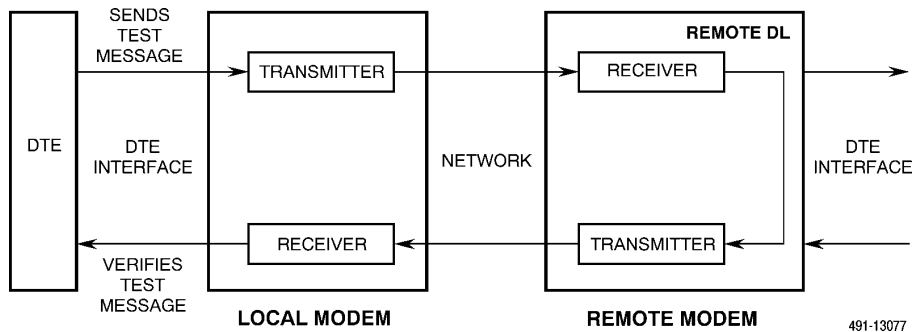 SENDS
TEST
MESSAGE
REMOTE DL
TRANSMITTER
RECEIVER
DTE
DTE
INTERFACE
NETWORK
DTE
INTERFACE
RECEIVER
TRANSMITTER
VERIFIES
TEST
MESSAGE
LOCAL MODEM
REMOTE MODEM
491-13077